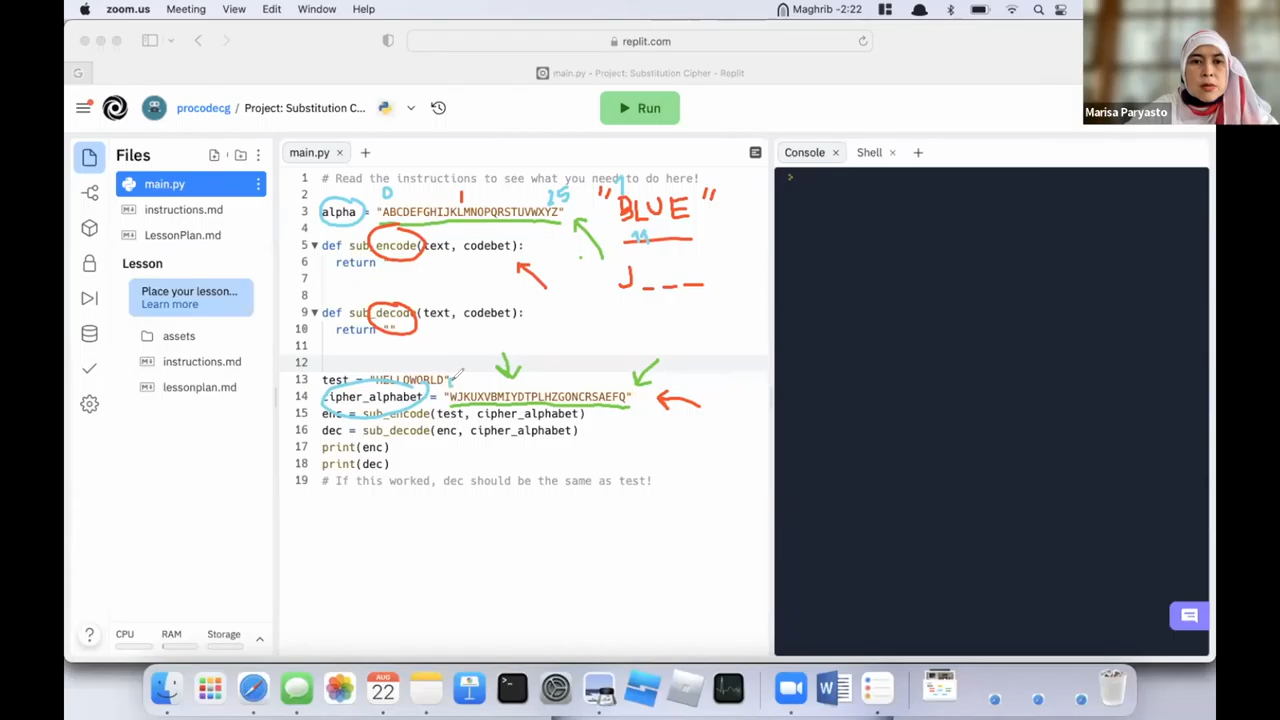 zoom.us Meeting View Edit Window Help Maghrib -2:22
replit.com
main.py - Project: Substitution Cipher - Replit
procodecg / Project: Substitution C... Run
Marisa Paryasto
Files main.py Console Shell
main.py
instructions.md
LessonPlan.md
Lesson
Place your lesson...
Learn more
assets
instructions.md
lessonplan.md
CPU RAM Storage
1 # Read the instructions to see what you need to do here!
2
3 alpha = "ABCDEFGHIJKLMNOPQRSTUVWXYZ"
4
5 def sub_encode(text, codebet):
6 return ""
7
8
9 def sub_decode(text, codebet):
10 return ""
11
12
13 test = "HELLOWORLD"
14 cipher_alphabet = "WJKUXVBMIYDTPLHZGONCRSAEFQ"
15 enc = sub_encode(test, cipher_alphabet)
16 dec = sub_decode(enc, cipher_alphabet)
17 print(enc)
18 print(dec)
19 # If this worked, dec should be the same as test!
0 1 25
"BLUE"
1
11
J _ _ _
>
AUG
22